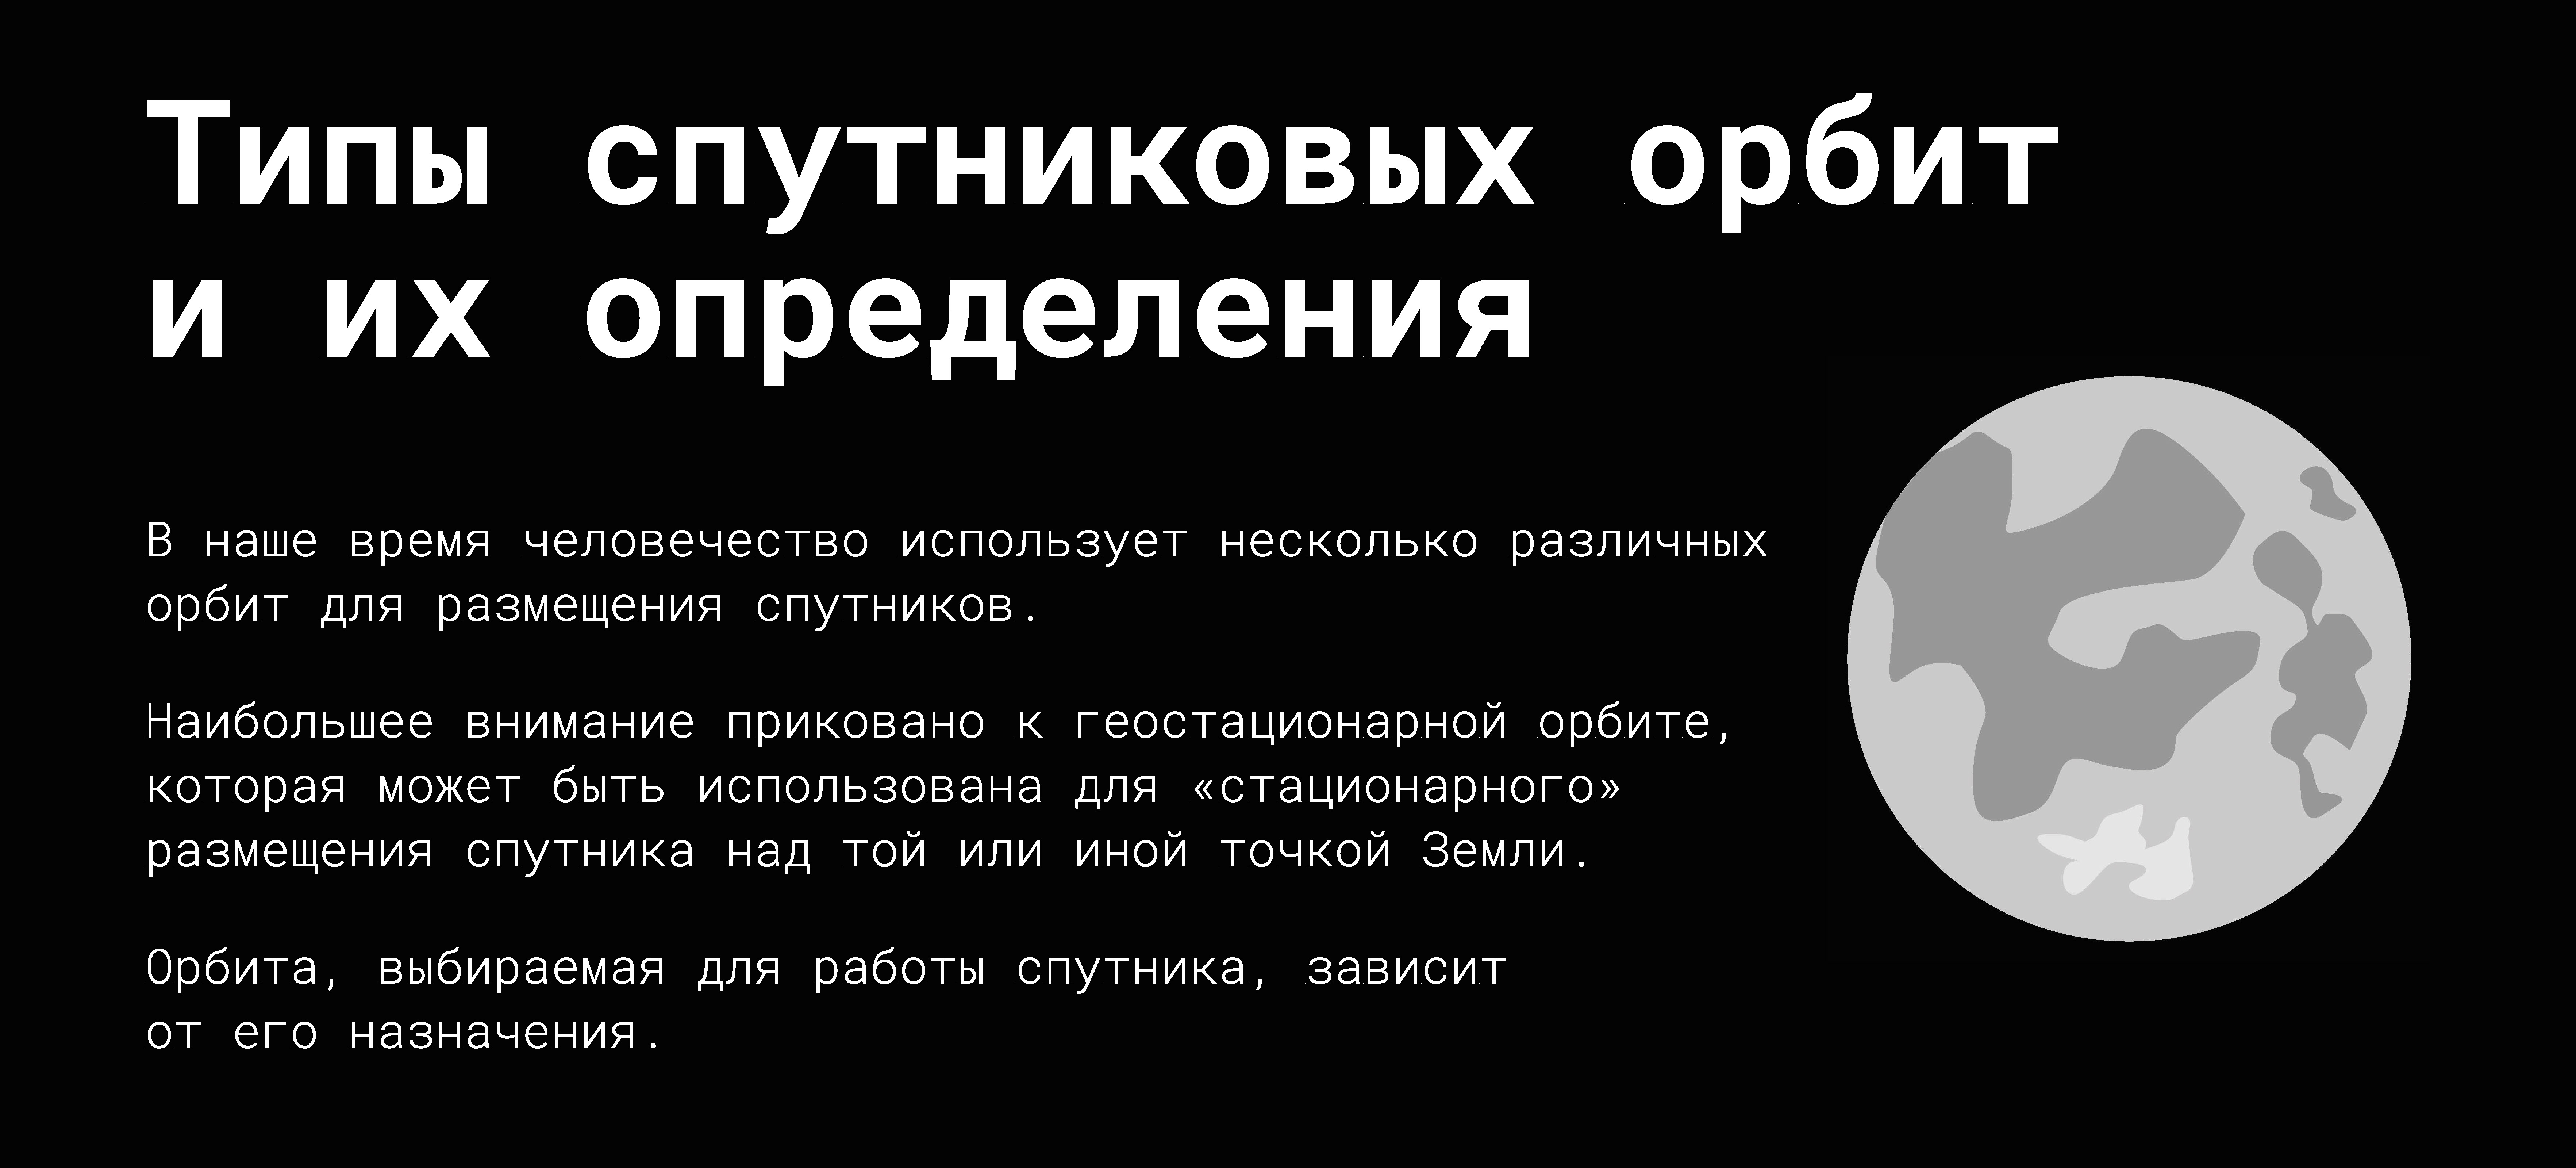 Типы спутниковых орбит
и их определения
В наше время человечество использует несколько различных
орбит для размещения спутников.
Наибольшее внимание приковано к геостационарной орбите,
которая может быть использована для «стационарного»
размещения спутника над той или иной точкой Земли.
Орбита, выбираемая для работы спутника, зависит
от его назначения.